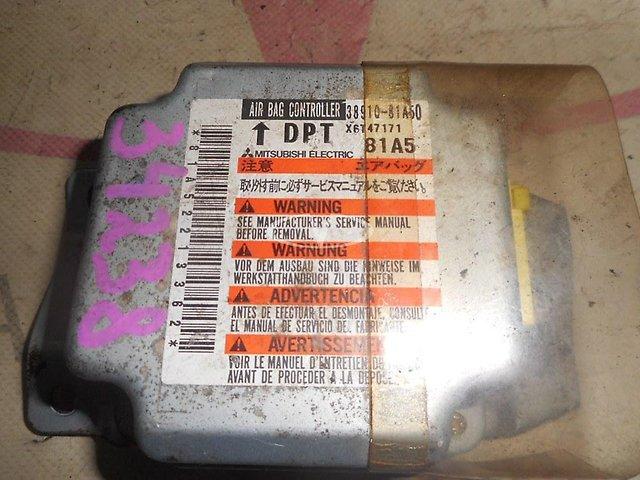 AIR BAG CONTROLLER 38910-81A50
↑ DPT X6T47171
MITSUBISHI ELECTRIC 81A5
注意 エアバッグ
取り外す前に必ずサービスマニュアルをご覧ください。
WARNING
SEE MANUFACTURER'S SERVICE MANUAL
BEFORE REMOVAL.
WARNUNG
VOR DEM AUSBAU SIND DIE HINWEISE IM
WERKSTATTHANDBUCH ZU BEACHTEN.
ADVERTENCIA
ANTES DE EFECTUAR EL DESMONTAJE, CONSULTE
EL MANUAL DE SERVICIO DEL FABRICANTE
AVERTISSEMENT
VOIR LE MANUEL D'ENTRETIEN DU
AVANT DE PROCEDER A LA DEPOSE.
*81A52213362*
34238